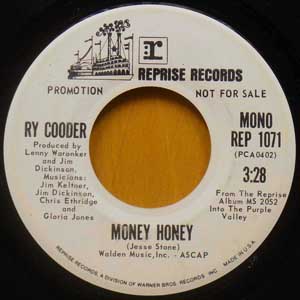 r
REPRISE RECORDS
PROMOTION
NOT FOR SALE
RY COODER
Produced by
Lenny Waronker
and Jim
Dickinson.
Musicians:
Jim Keltner,
Jim Dickinson,
Chris Ethridge
and
Gloria Jones
MONO
REP 1071
(PCA0402)
3:28
From The Reprise
Album MS 2052
Into The Purple
Valley
MONEY HONEY
(Jesse Stone)
Walden Music, Inc. - ASCAP
REPRISE RECORDS, A DIVISION OF WARNER BROS. RECORDS INC. MADE IN U.S.A.